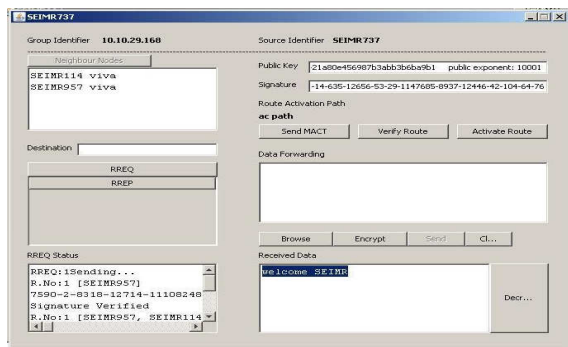 SEIMR737
Group Identifier 10.10.29.168
Source Identifier SEIMR737
Neighbour Nodes
SEIMR114 viva
SEIMR957 viva
Public Key
21a80e456987b3abb3b6ba9b1 public exponent: 10001
Signature
-14-635-12656-53-29-1147685-8937-12446-42-104-64-76
Route Activation Path
ac path
Send MACT
Verify Route
Activate Route
Destination
RREQ
RREP
Data Forwarding
Browse
Encrypt
Send
Cl...
RREQ Status
RREQ:1Sending...
R.No:1 [SEIMR957]
7590-2-8318-12714-11108248
Signature Verified
R.No:1 [SEIMR957, SEIMR114
Received Data
welcome SEIMR
Decr...